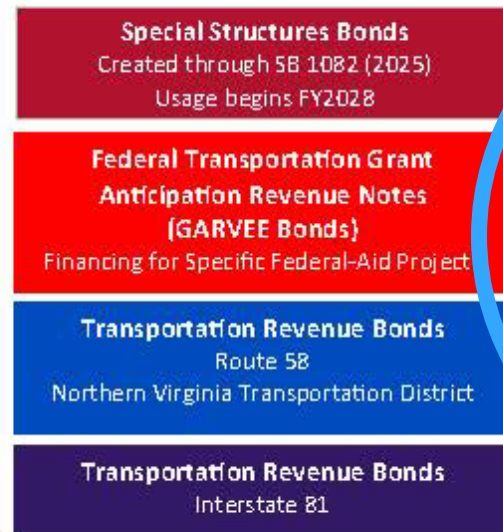 Special Structures Bonds
Created through SB 1082 (2025)
Usage begins FY2028
Federal Transportation Grant
Anticipation Revenue Notes
(GARVEE Bonds)
Financing for Specific Federal-Aid Project
Transportation Revenue Bonds
Route 58
Northern Virginia Transportation District
Transportation Revenue Bonds
Interstate 81